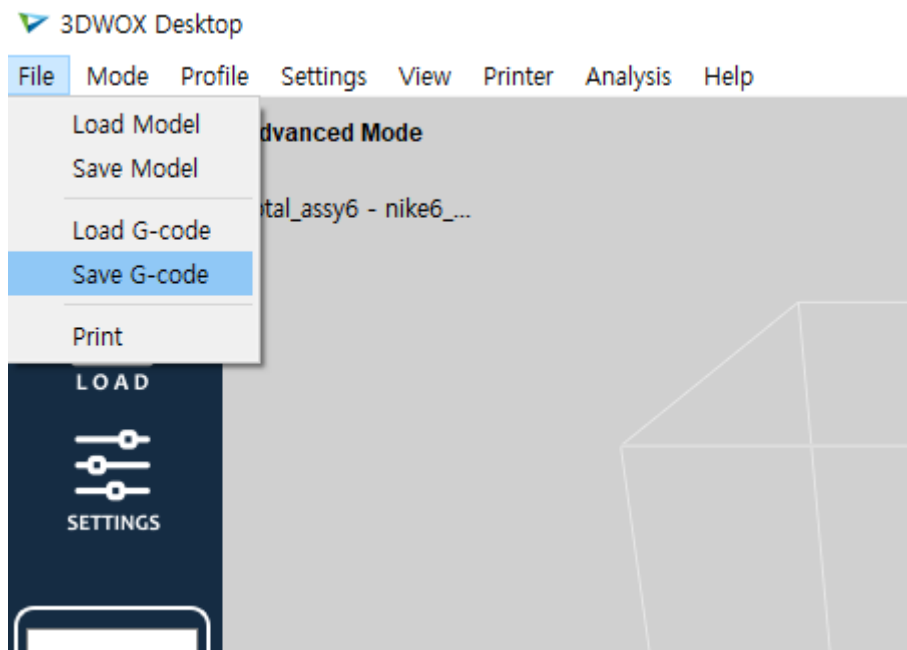 3DWOX Desktop
File Mode Profile Settings View Printer Analysis Help
Load Model
dvanced Mode
Save Model
tal_assy6 - nike6_...
Load G-code
Save G-code
Print
LOAD
SETTINGS